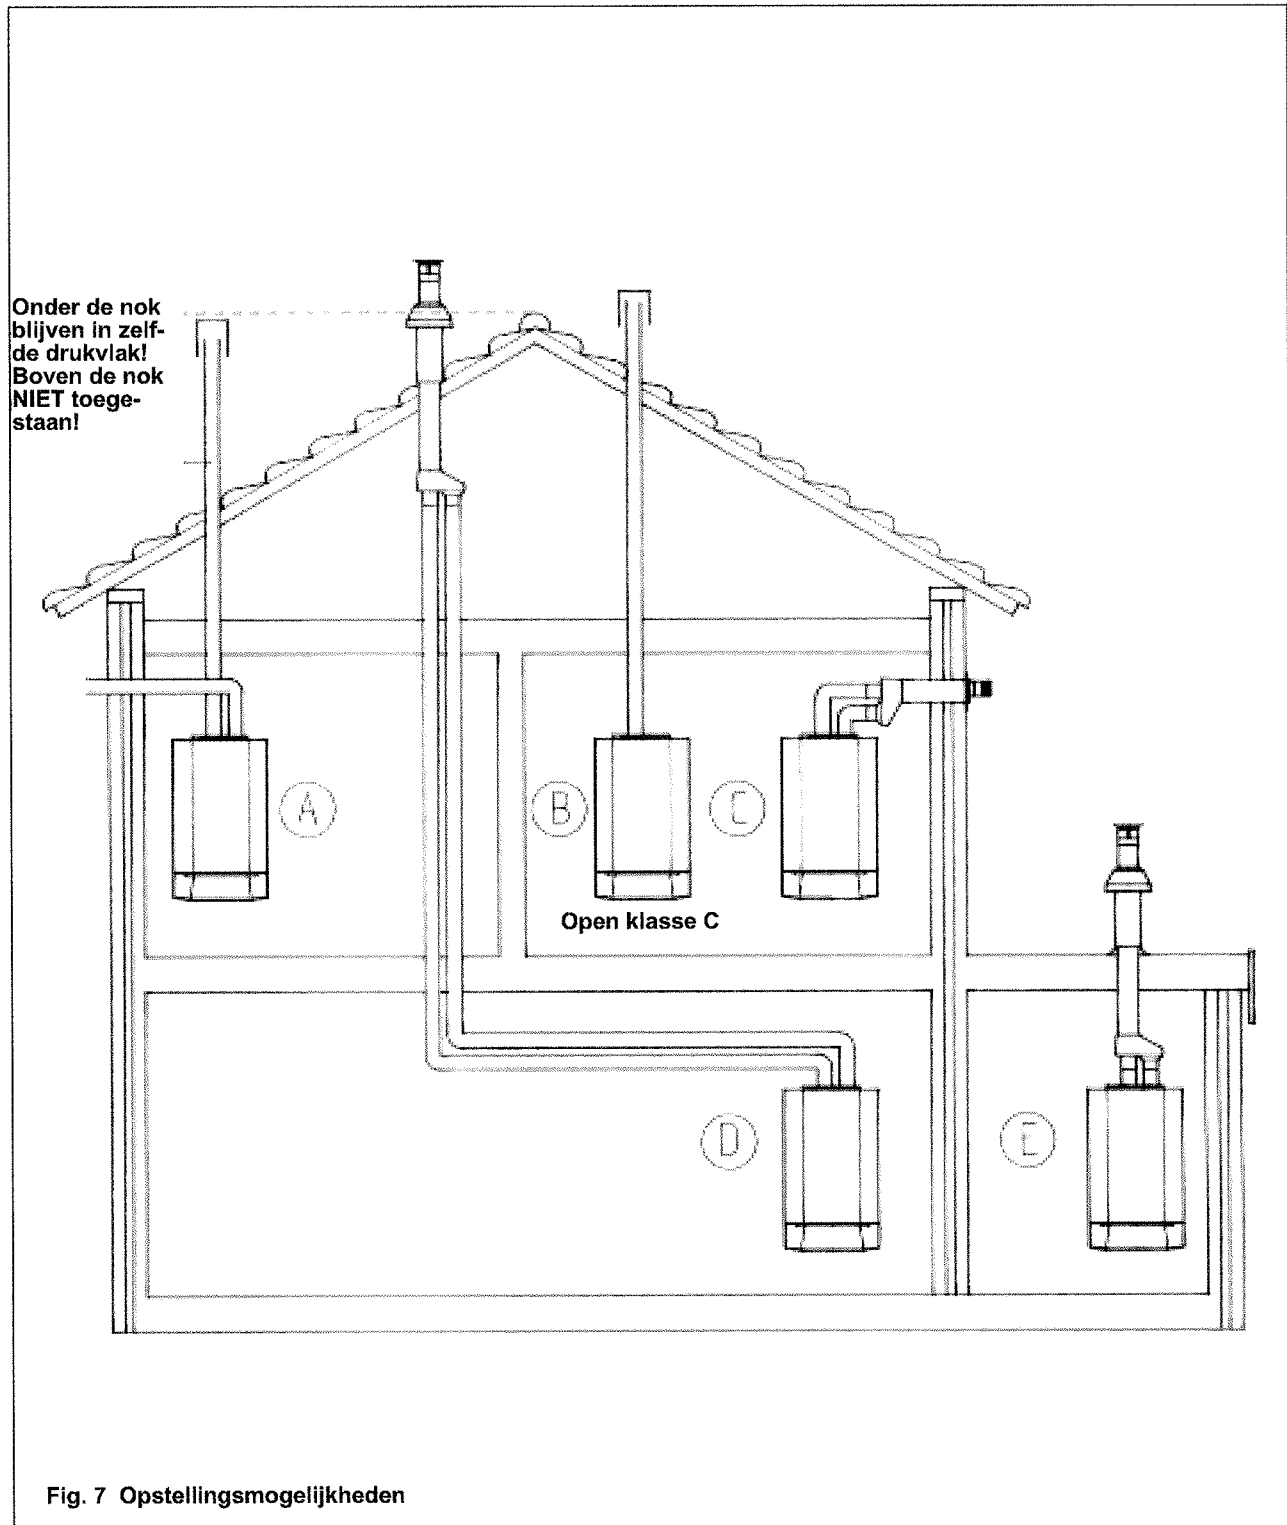 Onder de nok
blijven in zelf-
de drukvlak!
Boven de nok
NIET toege-
staan!
A
B
C
Open klasse C
D
E
Fig. 7 Opstellingsmogelijkheden